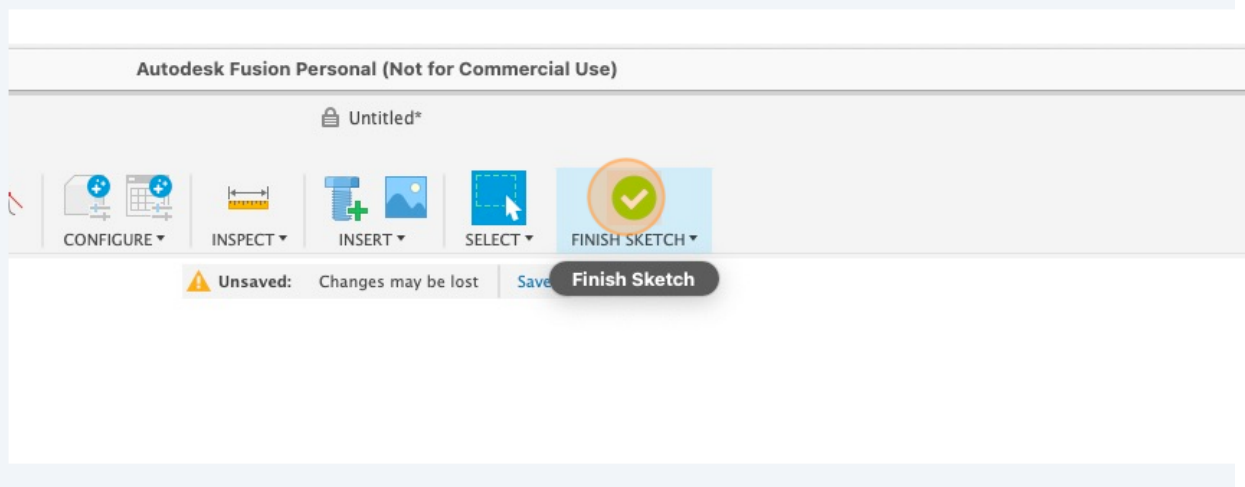 Autodesk Fusion Personal (Not for Commercial Use)
Untitled*
CONFIGURE INSPECT INSERT SELECT FINISH SKETCH
Unsaved: Changes may be lost Save Finish Sketch